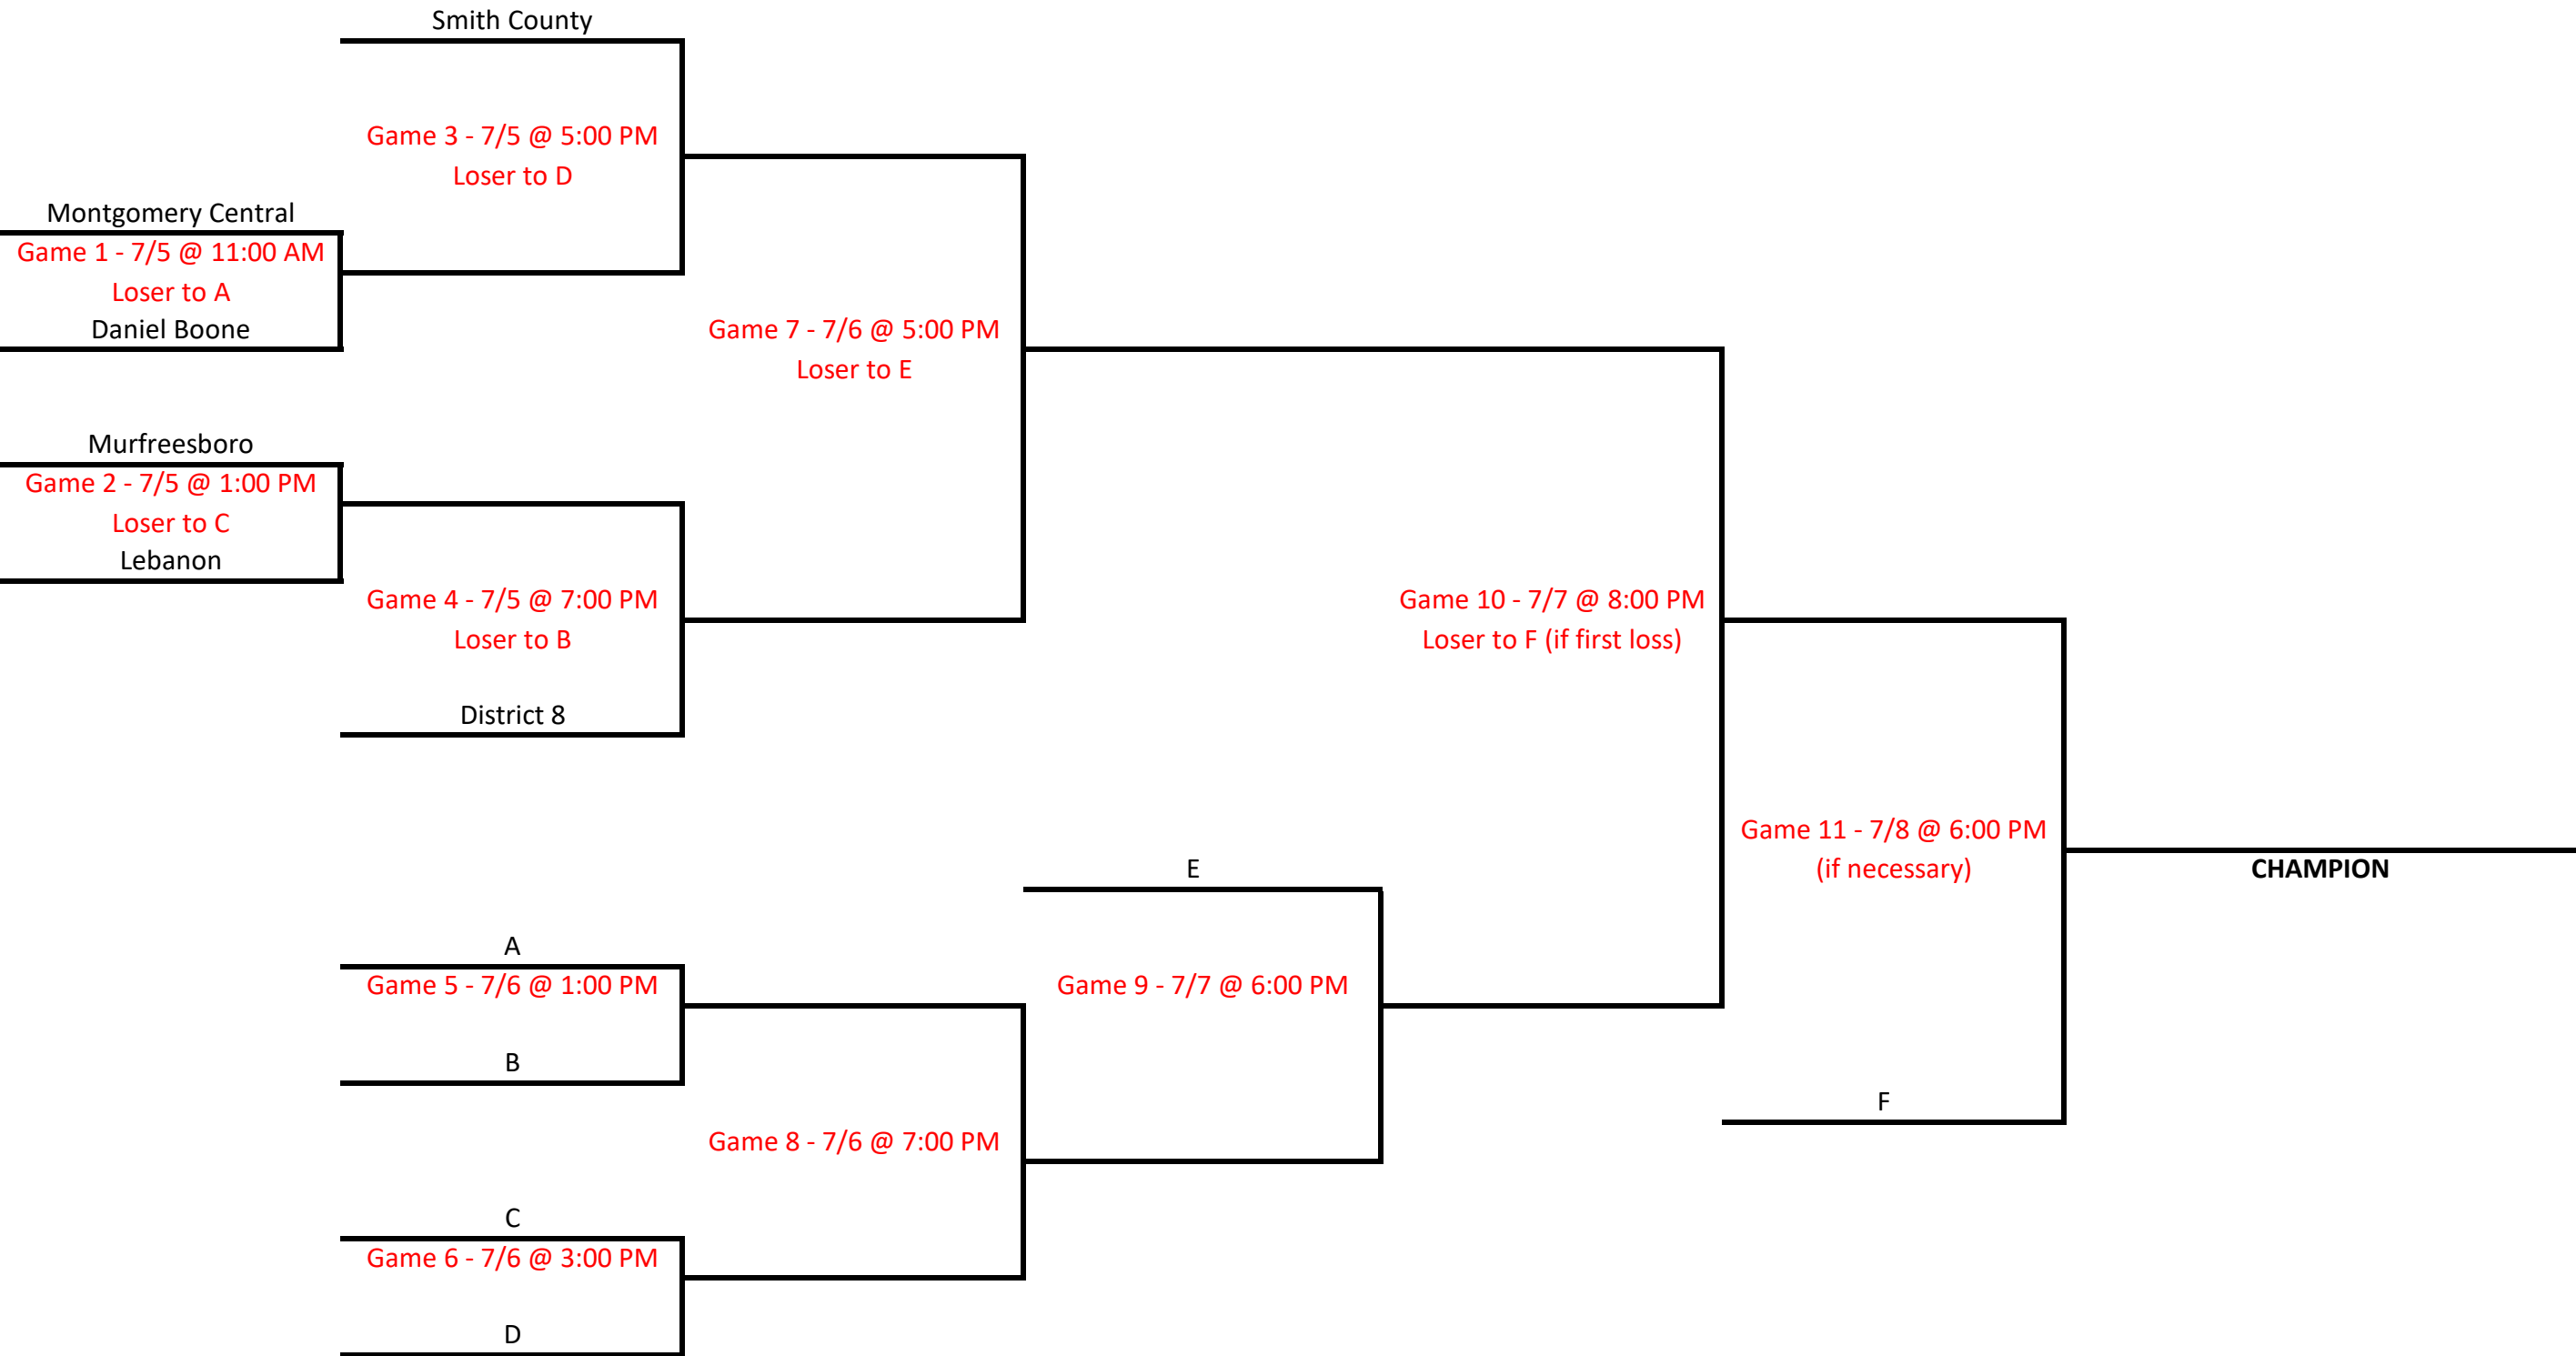 Smith County
Game 3 - 7/5 @ 5:00 PM
Loser to D
Montgomery Central
Game 1 - 7/5 @ 11:00 AM
Loser to A
Daniel Boone
Game 7 - 7/6 @ 5:00 PM
Loser to E
Murfreesboro
Game 2 - 7/5 @ 1:00 PM
Loser to C
Lebanon
Game 4 - 7/5 @ 7:00 PM
Loser to B
Game 10 - 7/7 @ 8:00 PM
Loser to F (if first loss)
District 8
Game 11 - 7/8 @ 6:00 PM
(if necessary)
CHAMPION
E
A
Game 5 - 7/6 @ 1:00 PM
Game 9 - 7/7 @ 6:00 PM
B
F
Game 8 - 7/6 @ 7:00 PM
C
Game 6 - 7/6 @ 3:00 PM
D